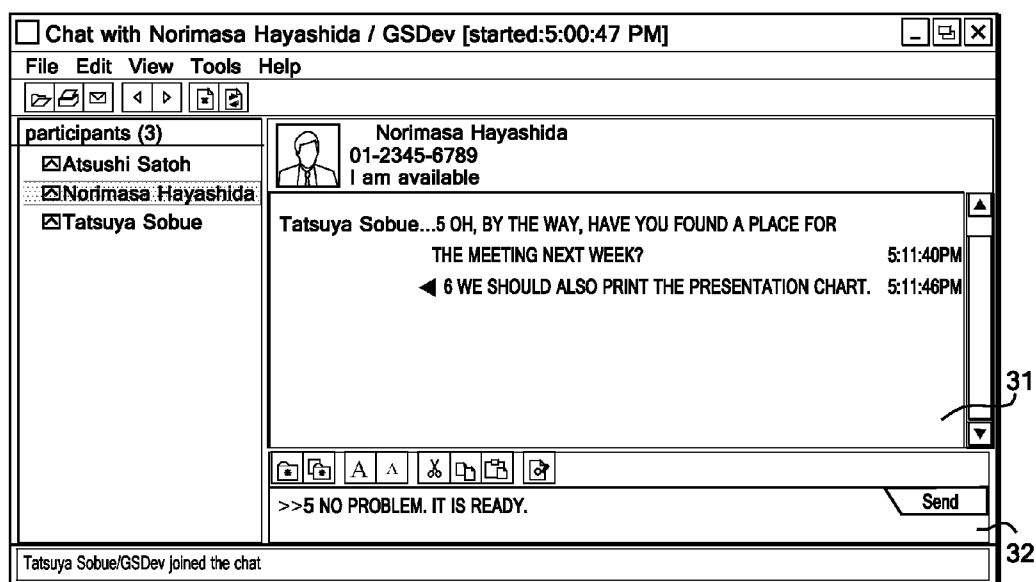 Chat with Norimasa Hayashida / GSDev [started:5:00:47 PM]
File Edit View Tools Help
participants (3)
Atsushi Satoh
Norimasa Hayashida
Tatsuya Sobue
Norimasa Hayashida
01-2345-6789
I am available
Tatsuya Sobue...5 OH, BY THE WAY, HAVE YOU FOUND A PLACE FOR
THE MEETING NEXT WEEK? 5:11:40PM
6 WE SHOULD ALSO PRINT THE PRESENTATION CHART. 5:11:46PM
31
A A
>>5 NO PROBLEM. IT IS READY. Send
32
Tatsuya Sobue/GSDev joined the chat